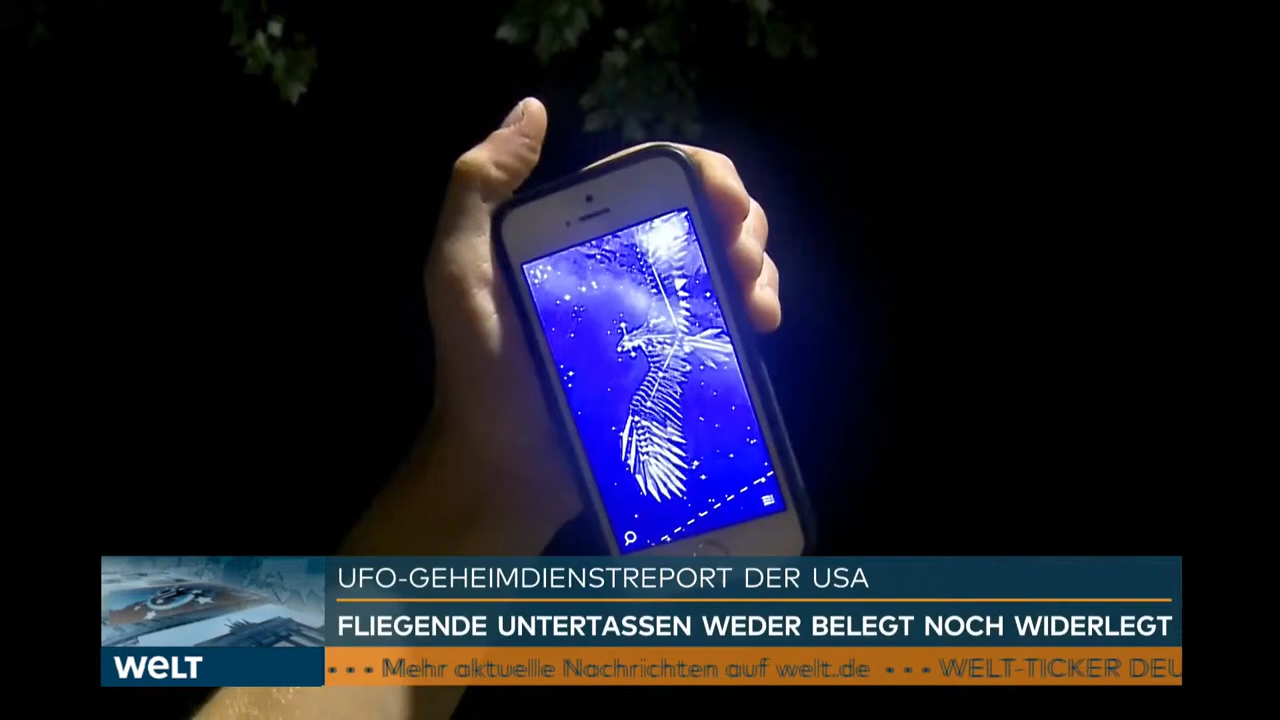 UFO-GEHEIMDIENSTREPORT DER USA
FLIEGENDE UNTERTASSEN WEDER BELEGT NOCH WIDERLEGT
welt
••• Mehr aktuelle Nachrichten auf welt.de ••• WELT-TICKER DEU